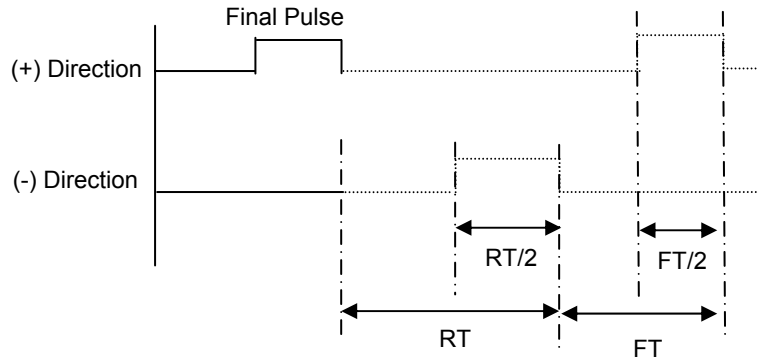 Final Pulse
(+) Direction
(-) Direction
RT/2
FT/2
RT
FT